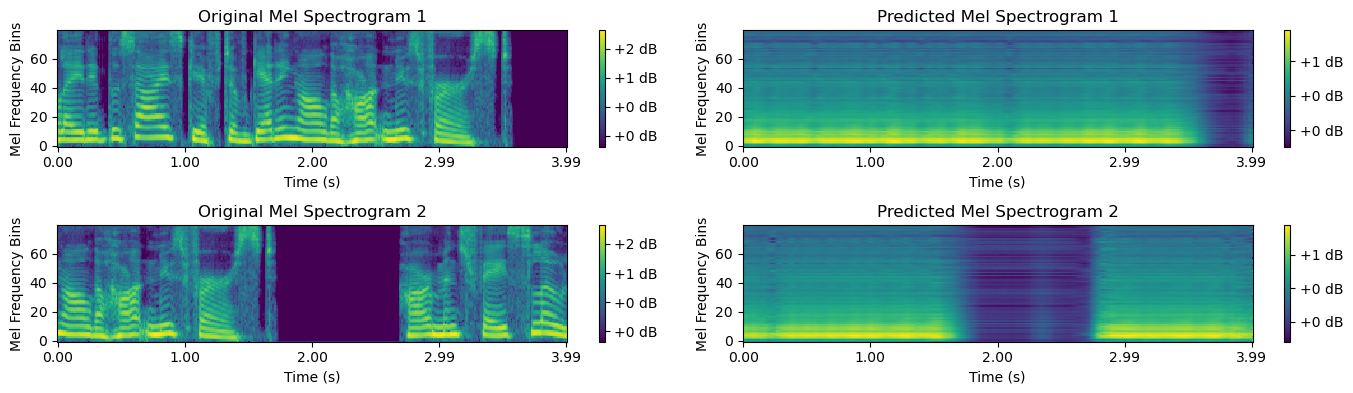 Original Mel Spectrogram 1
Mel Frequency Bins
60
40
20
0
0.00 1.00 2.00 2.99 3.99
Time (s)
+2 dB
+1 dB
+0 dB
+0 dB
Predicted Mel Spectrogram 1
Mel Frequency Bins
60
40
20
0
0.00 1.00 2.00 2.99 3.99
Time (s)
+1 dB
+0 dB
+0 dB
Original Mel Spectrogram 2
Mel Frequency Bins
60
40
20
0
0.00 1.00 2.00 2.99 3.99
Time (s)
+2 dB
+1 dB
+0 dB
+0 dB
Predicted Mel Spectrogram 2
Mel Frequency Bins
60
40
20
0
0.00 1.00 2.00 2.99 3.99
Time (s)
+1 dB
+0 dB
+0 dB